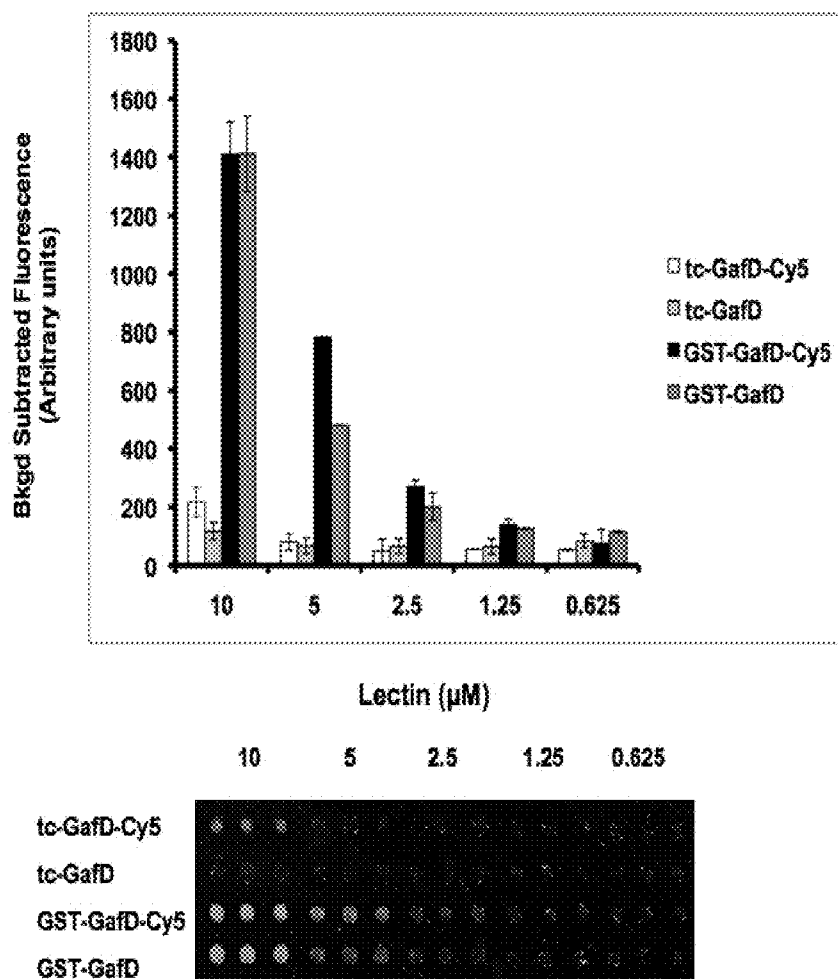 1800
1600
1400
1200
1000
800
600
400
200
0
Bkgd Subtracted Fluorescence
(Arbitrary units)
10 5 2.5 1.25 0.625
tc-GafD-Cy5
tc-GafD
GST-GafD-Cy5
GST-GafD
Lectin (µM)
10 5 2.5 1.25 0.625
tc-GafD-Cy5
tc-GafD
GST-GafD-Cy5
GST-GafD